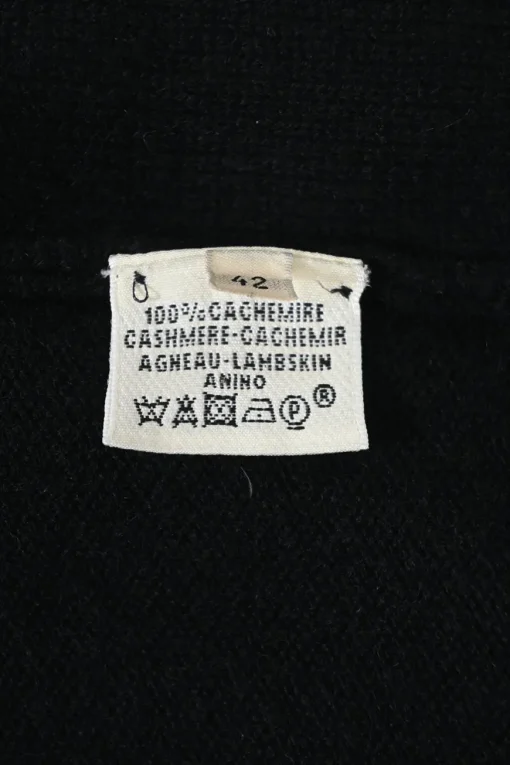 42
100%CACHEMIRE
CASHMERE-CACHEMIR
AGNEAU-LAMBSKIN
ANINO
P ®